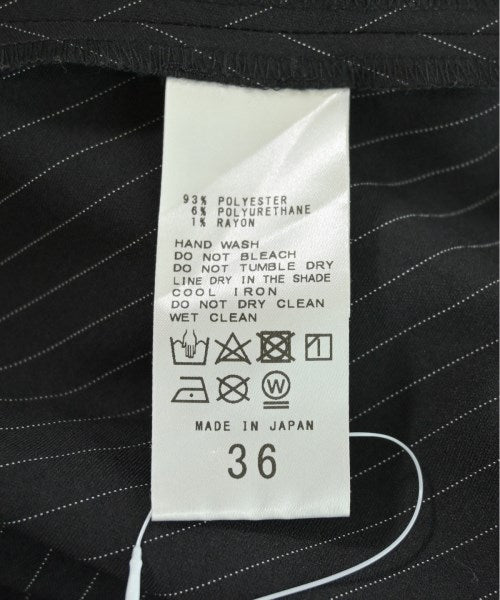 93% POLYESTER
6% POLYURETHANE
1% RAYON
HAND WASH
DO NOT BLEACH
DO NOT TUMBLE DRY
LINE DRY IN THE SHADE
COOL IRON
DO NOT DRY CLEAN
WET CLEAN
W
MADE IN JAPAN
36